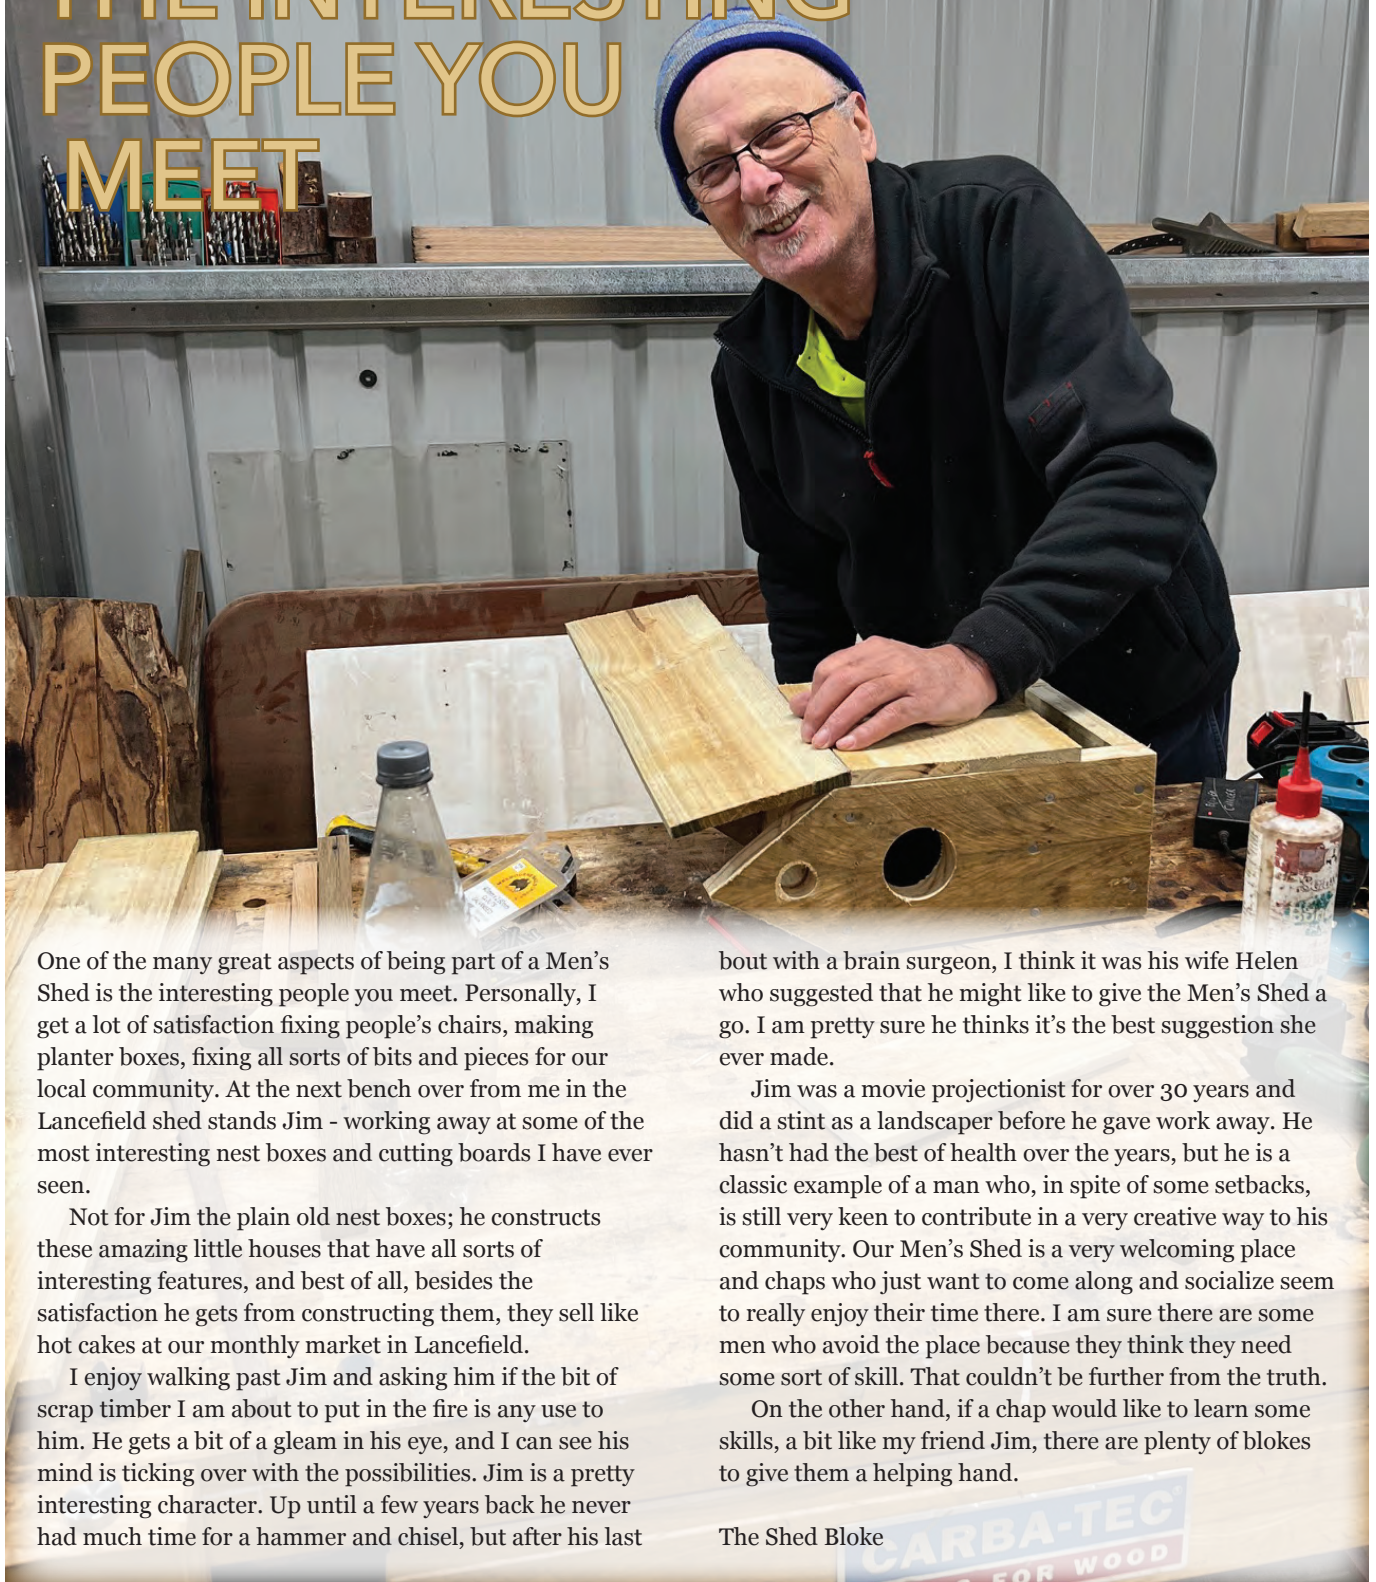 THE INTERESTING
PEOPLE YOU
MEET
One of the many great aspects of being part of a Men’s
Shed is the interesting people you meet. Personally, I
get a lot of satisfaction fixing people’s chairs, making
planter boxes, fixing all sorts of bits and pieces for our
local community. At the next bench over from me in the
Lancefield shed stands Jim - working away at some of the
most interesting nest boxes and cutting boards I have ever
seen.
Not for Jim the plain old nest boxes; he constructs
these amazing little houses that have all sorts of
interesting features, and best of all, besides the
satisfaction he gets from constructing them, they sell like
hot cakes at our monthly market in Lancefield.
I enjoy walking past Jim and asking him if the bit of
scrap timber I am about to put in the fire is any use to
him. He gets a bit of a gleam in his eye, and I can see his
mind is ticking over with the possibilities. Jim is a pretty
interesting character. Up until a few years back he never
had much time for a hammer and chisel, but after his last
bout with a brain surgeon, I think it was his wife Helen
who suggested that he might like to give the Men’s Shed a
go. I am pretty sure he thinks it’s the best suggestion she
ever made.
Jim was a movie projectionist for over 30 years and
did a stint as a landscaper before he gave work away. He
hasn’t had the best of health over the years, but he is a
classic example of a man who, in spite of some setbacks,
is still very keen to contribute in a very creative way to his
community. Our Men’s Shed is a very welcoming place
and chaps who just want to come along and socialize seem
to really enjoy their time there. I am sure there are some
men who avoid the place because they think they need
some sort of skill. That couldn’t be further from the truth.
On the other hand, if a chap would like to learn some
skills, a bit like my friend Jim, there are plenty of blokes
to give them a helping hand.
The Shed Bloke
CARBA-TEC®
FOR WOOD